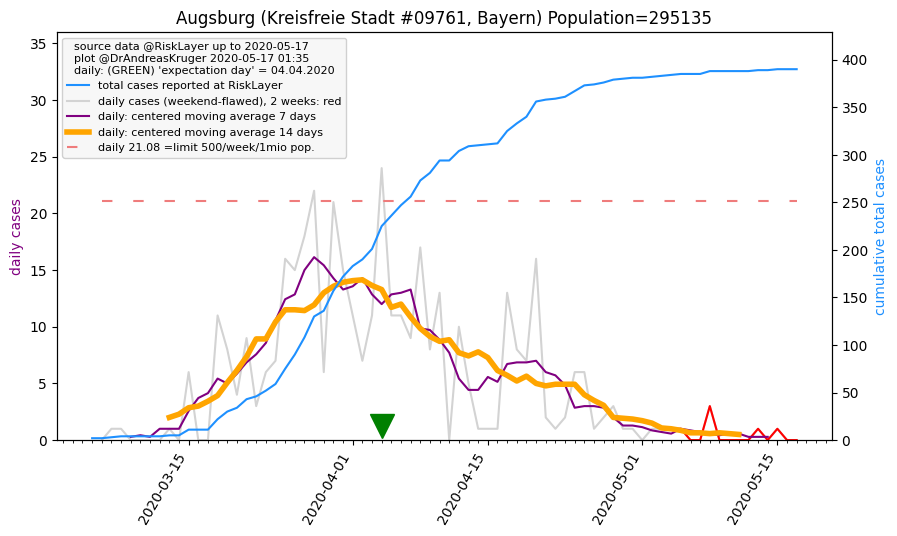 Augsburg (Kreisfreie Stadt #09761, Bayern) Population=295135
source data @RiskLayer up to 2020-05-17
plot @DrAndreasKruger 2020-05-17 01:35
daily: (GREEN) 'expectation day' = 04.04.2020
total cases reported at RiskLayer
daily cases (weekend-flawed), 2 weeks: red
daily: centered moving average 7 days
daily: centered moving average 14 days
daily 21.08 =limit 500/week/1mio pop.
daily cases
35
30
25
20
15
10
5
0
400
350
300
250
200
150
100
50
0
cumulative total cases
2020-03-15
2020-04-01
2020-04-15
2020-05-01
2020-05-15